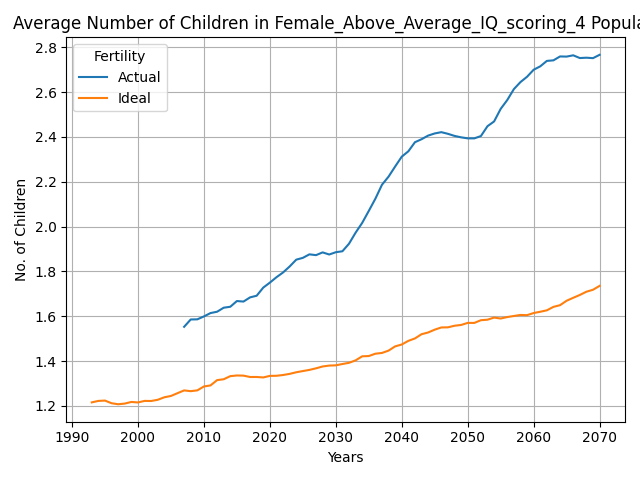 Average Number of Children in Female_Above_Average_IQ_scoring_4 Popula
Fertility
Actual
Ideal
2.8
2.6
2.4
2.2
2.0
1.8
1.6
1.4
1.2
No. of Children
1990 2000 2010 2020 2030 2040 2050 2060 2070
Years